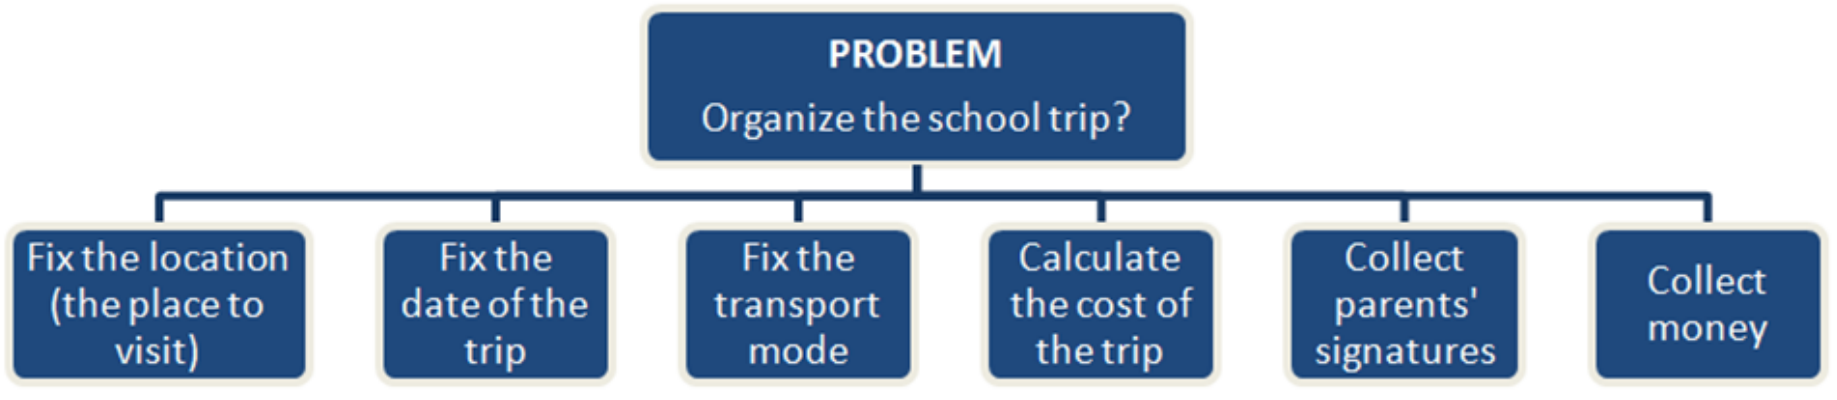 PROBLEM
Organize the school trip?
Fix the location
(the place to
visit)
Fix the
date of the
trip
Fix the
transport
mode
Calculate
the cost of
the trip
Collect
parents'
signatures
Collect
money